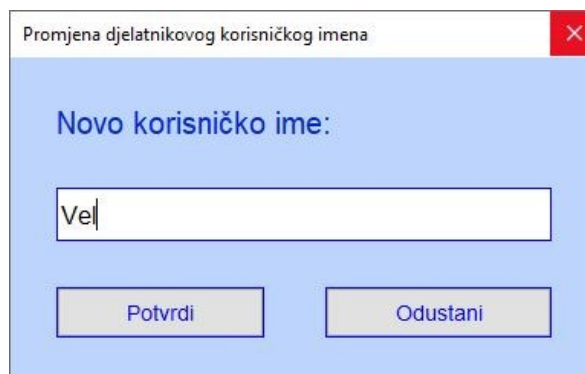 Promjena djelatnikovog korisničkog imena
Novo korisničko ime:
Vel
Potvrdi
Odustani